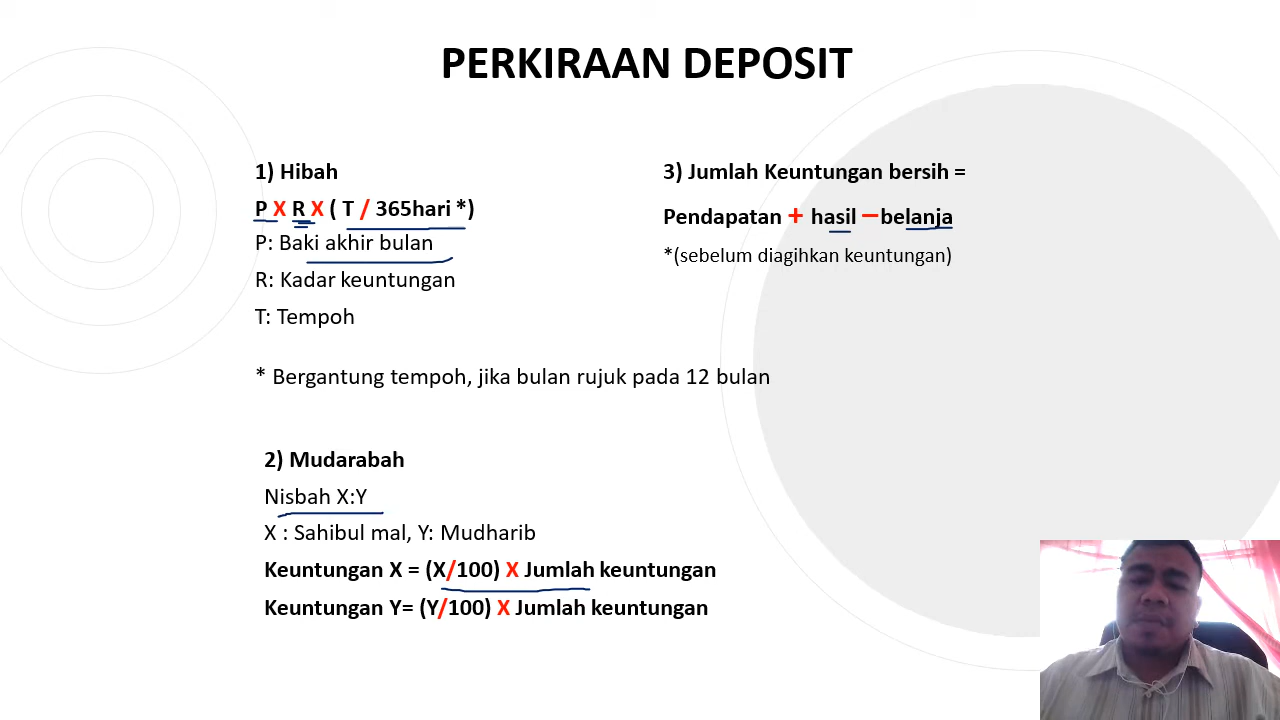 PERKIRAAN DEPOSIT
1) Hibah
P X R X ( T / 365hari *)
P: Baki akhir bulan
R: Kadar keuntungan
T: Tempoh
* Bergantung tempoh, jika bulan rujuk pada 12 bulan
2) Mudarabah
Nisbah X:Y
X : Sahibul mal, Y: Mudharib
Keuntungan X = (X/100) X Jumlah keuntungan
Keuntungan Y= (Y/100) X Jumlah keuntungan
3) Jumlah Keuntungan bersih =
Pendapatan + hasil – belanja
*(sebelum diagihkan keuntungan)